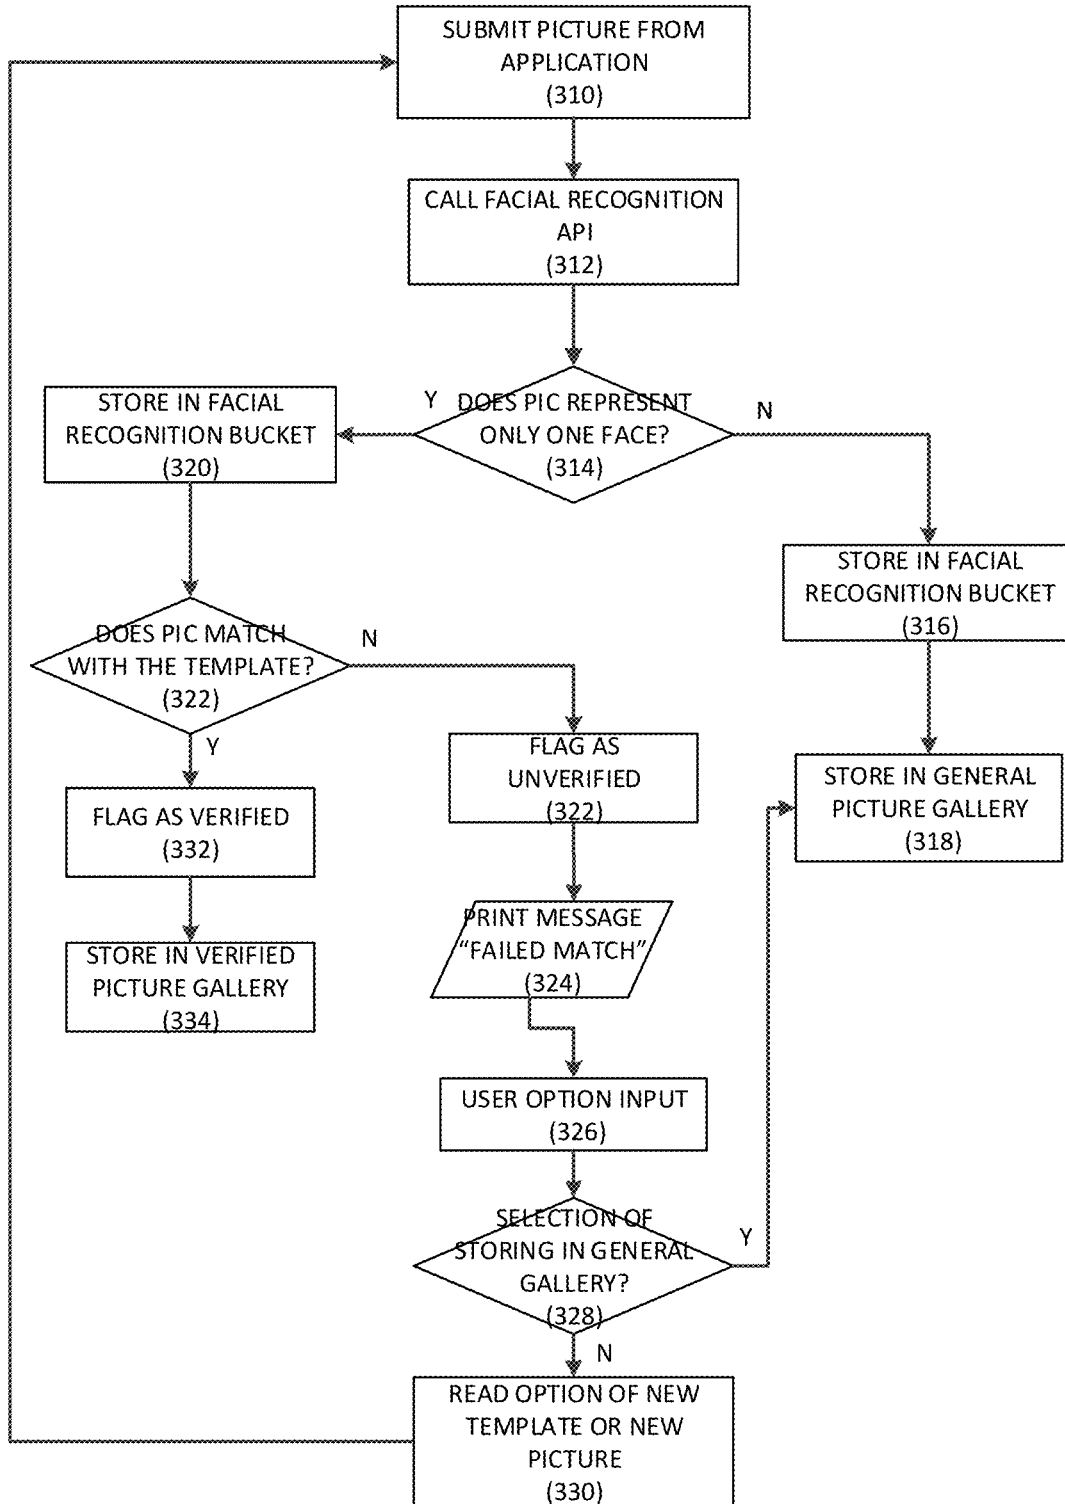 SUBMIT PICTURE FROM
APPLICATION
(310)
CALL FACIAL RECOGNITION
API
(312)
DOES PIC REPRESENT
ONLY ONE FACE?
(314)
Y
N
STORE IN FACIAL
RECOGNITION BUCKET
(320)
STORE IN FACIAL
RECOGNITION BUCKET
(316)
DOES PIC MATCH
WITH THE TEMPLATE?
(322)
N
Y
FLAG AS
UNVERIFIED
(322)
STORE IN GENERAL
PICTURE GALLERY
(318)
FLAG AS VERIFIED
(332)
PRINT MESSAGE
“FAILED MATCH”
(324)
STORE IN VERIFIED
PICTURE GALLERY
(334)
USER OPTION INPUT
(326)
SELECTION OF
STORING IN GENERAL
GALLERY?
(328)
Y
N
READ OPTION OF NEW
TEMPLATE OR NEW
PICTURE
(330)